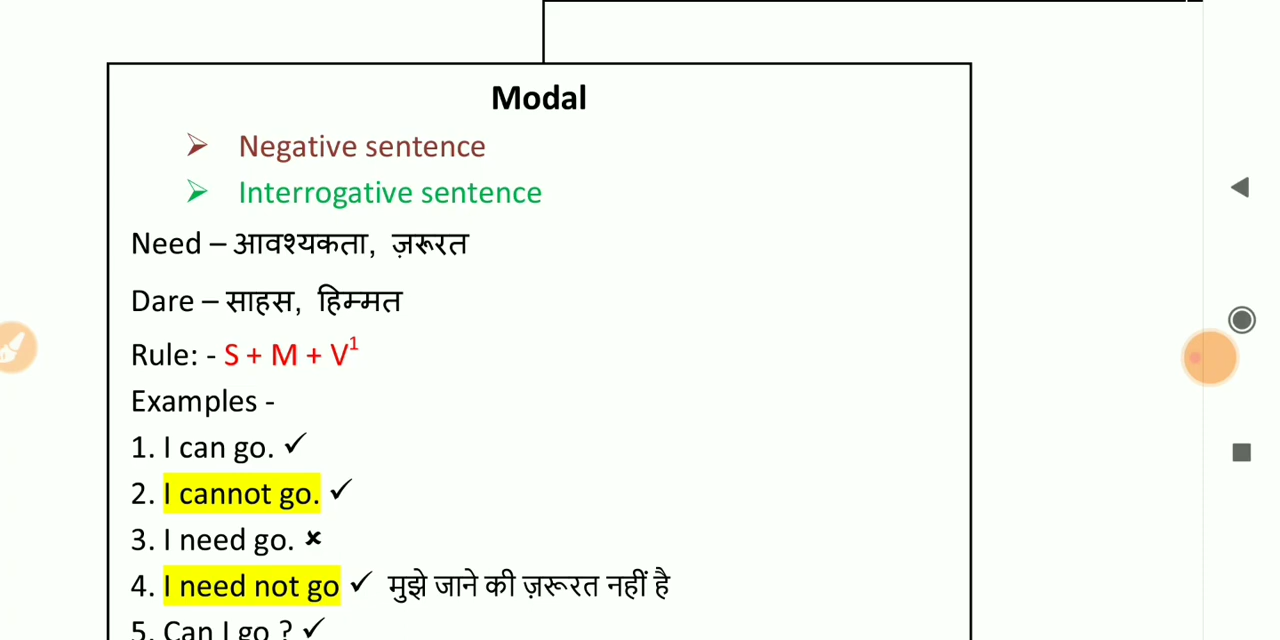 Modal
➢ Negative sentence
➢ Interrogative sentence
Need – आवश्यकता, ज़रूरत
Dare – साहस, हिम्मत
Rule: - S + M + V¹
Examples -
1. I can go. ✓
2. I cannot go. ✓
3. I need go. ×
4. I need not go ✓ मुझे जाने की ज़रूरत नहीं है
5. Can I go ? ✓